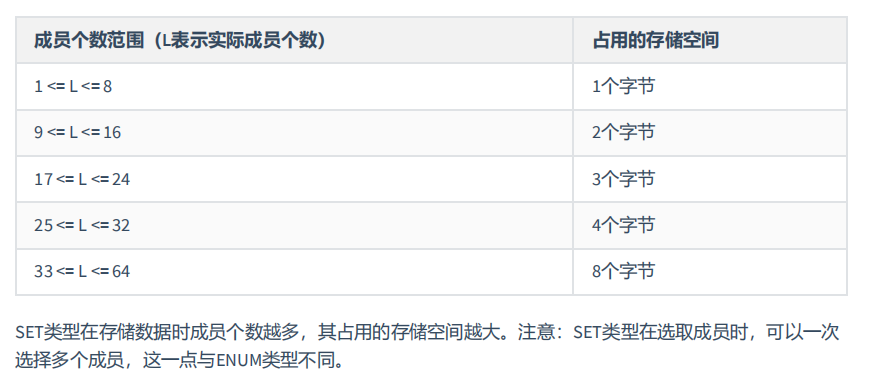 成员个数范围（L表示实际成员个数） 占用的存储空间
1 <= L <= 8 1个字节
9 <= L <= 16 2个字节
17 <= L <= 24 3个字节
25 <= L <= 32 4个字节
33 <= L <= 64 8个字节
SET类型在存储数据时成员个数越多，其占用的存储空间越大。注意：SET类型在选取成员时，可以一次
选择多个成员，这一点与ENUM类型不同。